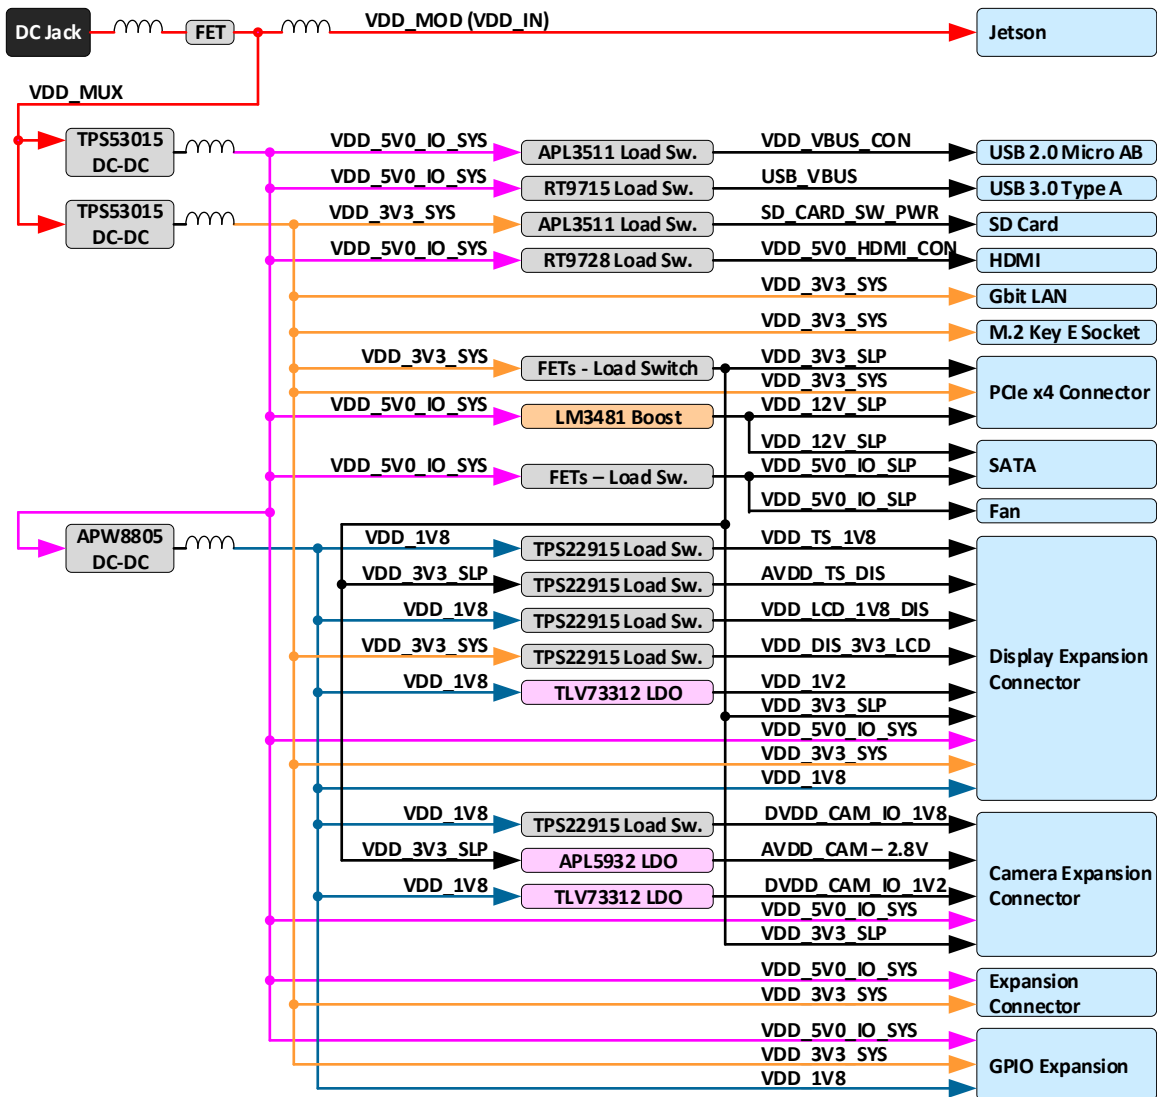 DC Jack
FET
VDD_MOD (VDD_IN)
Jetson
VDD_MUX
TPS53015
DC-DC
VDD_5V0_IO_SYS
APL3511 Load Sw.
VDD_VBUS_CON
USB 2.0 Micro AB
VDD_5V0_IO_SYS
RT9715 Load Sw.
USB_VBUS
USB 3.0 Type A
TPS53015
DC-DC
VDD_3V3_SYS
APL3511 Load Sw.
SD_CARD_SW_PWR
SD Card
VDD_5V0_IO_SYS
RT9728 Load Sw.
VDD_5V0_HDMI_CON
HDMI
VDD_3V3_SYS
Gbit LAN
VDD_3V3_SYS
M.2 Key E Socket
VDD_3V3_SYS
FETs - Load Switch
VDD_3V3_SLP
VDD_3V3_SYS
PCIe x4 Connector
VDD_5V0_IO_SYS
LM3481 Boost
VDD_12V_SLP
VDD_12V_SLP
SATA
VDD_5V0_IO_SYS
FETs – Load Sw.
VDD_5V0_IO_SLP
VDD_5V0_IO_SLP
Fan
APW8805
DC-DC
VDD_1V8
TPS22915 Load Sw.
VDD_TS_1V8
VDD_3V3_SLP
TPS22915 Load Sw.
AVDD_TS_DIS
VDD_1V8
TPS22915 Load Sw.
VDD_LCD_1V8_DIS
VDD_3V3_SYS
TPS22915 Load Sw.
VDD_DIS_3V3_LCD
Display Expansion
Connector
VDD_1V8
TLV73312 LDO
VDD_1V2
VDD_3V3_SLP
VDD_5V0_IO_SYS
VDD_3V3_SYS
VDD_1V8
VDD_1V8
TPS22915 Load Sw.
DVDD_CAM_IO_1V8
VDD_3V3_SLP
APL5932 LDO
AVDD_CAM – 2.8V
Camera Expansion
Connector
VDD_1V8
TLV73312 LDO
DVDD_CAM_IO_1V2
VDD_5V0_IO_SYS
VDD_3V3_SLP
VDD_5V0_IO_SYS
Expansion
Connector
VDD_3V3_SYS
VDD_5V0_IO_SYS
VDD_3V3_SYS
GPIO Expansion
VDD_1V8